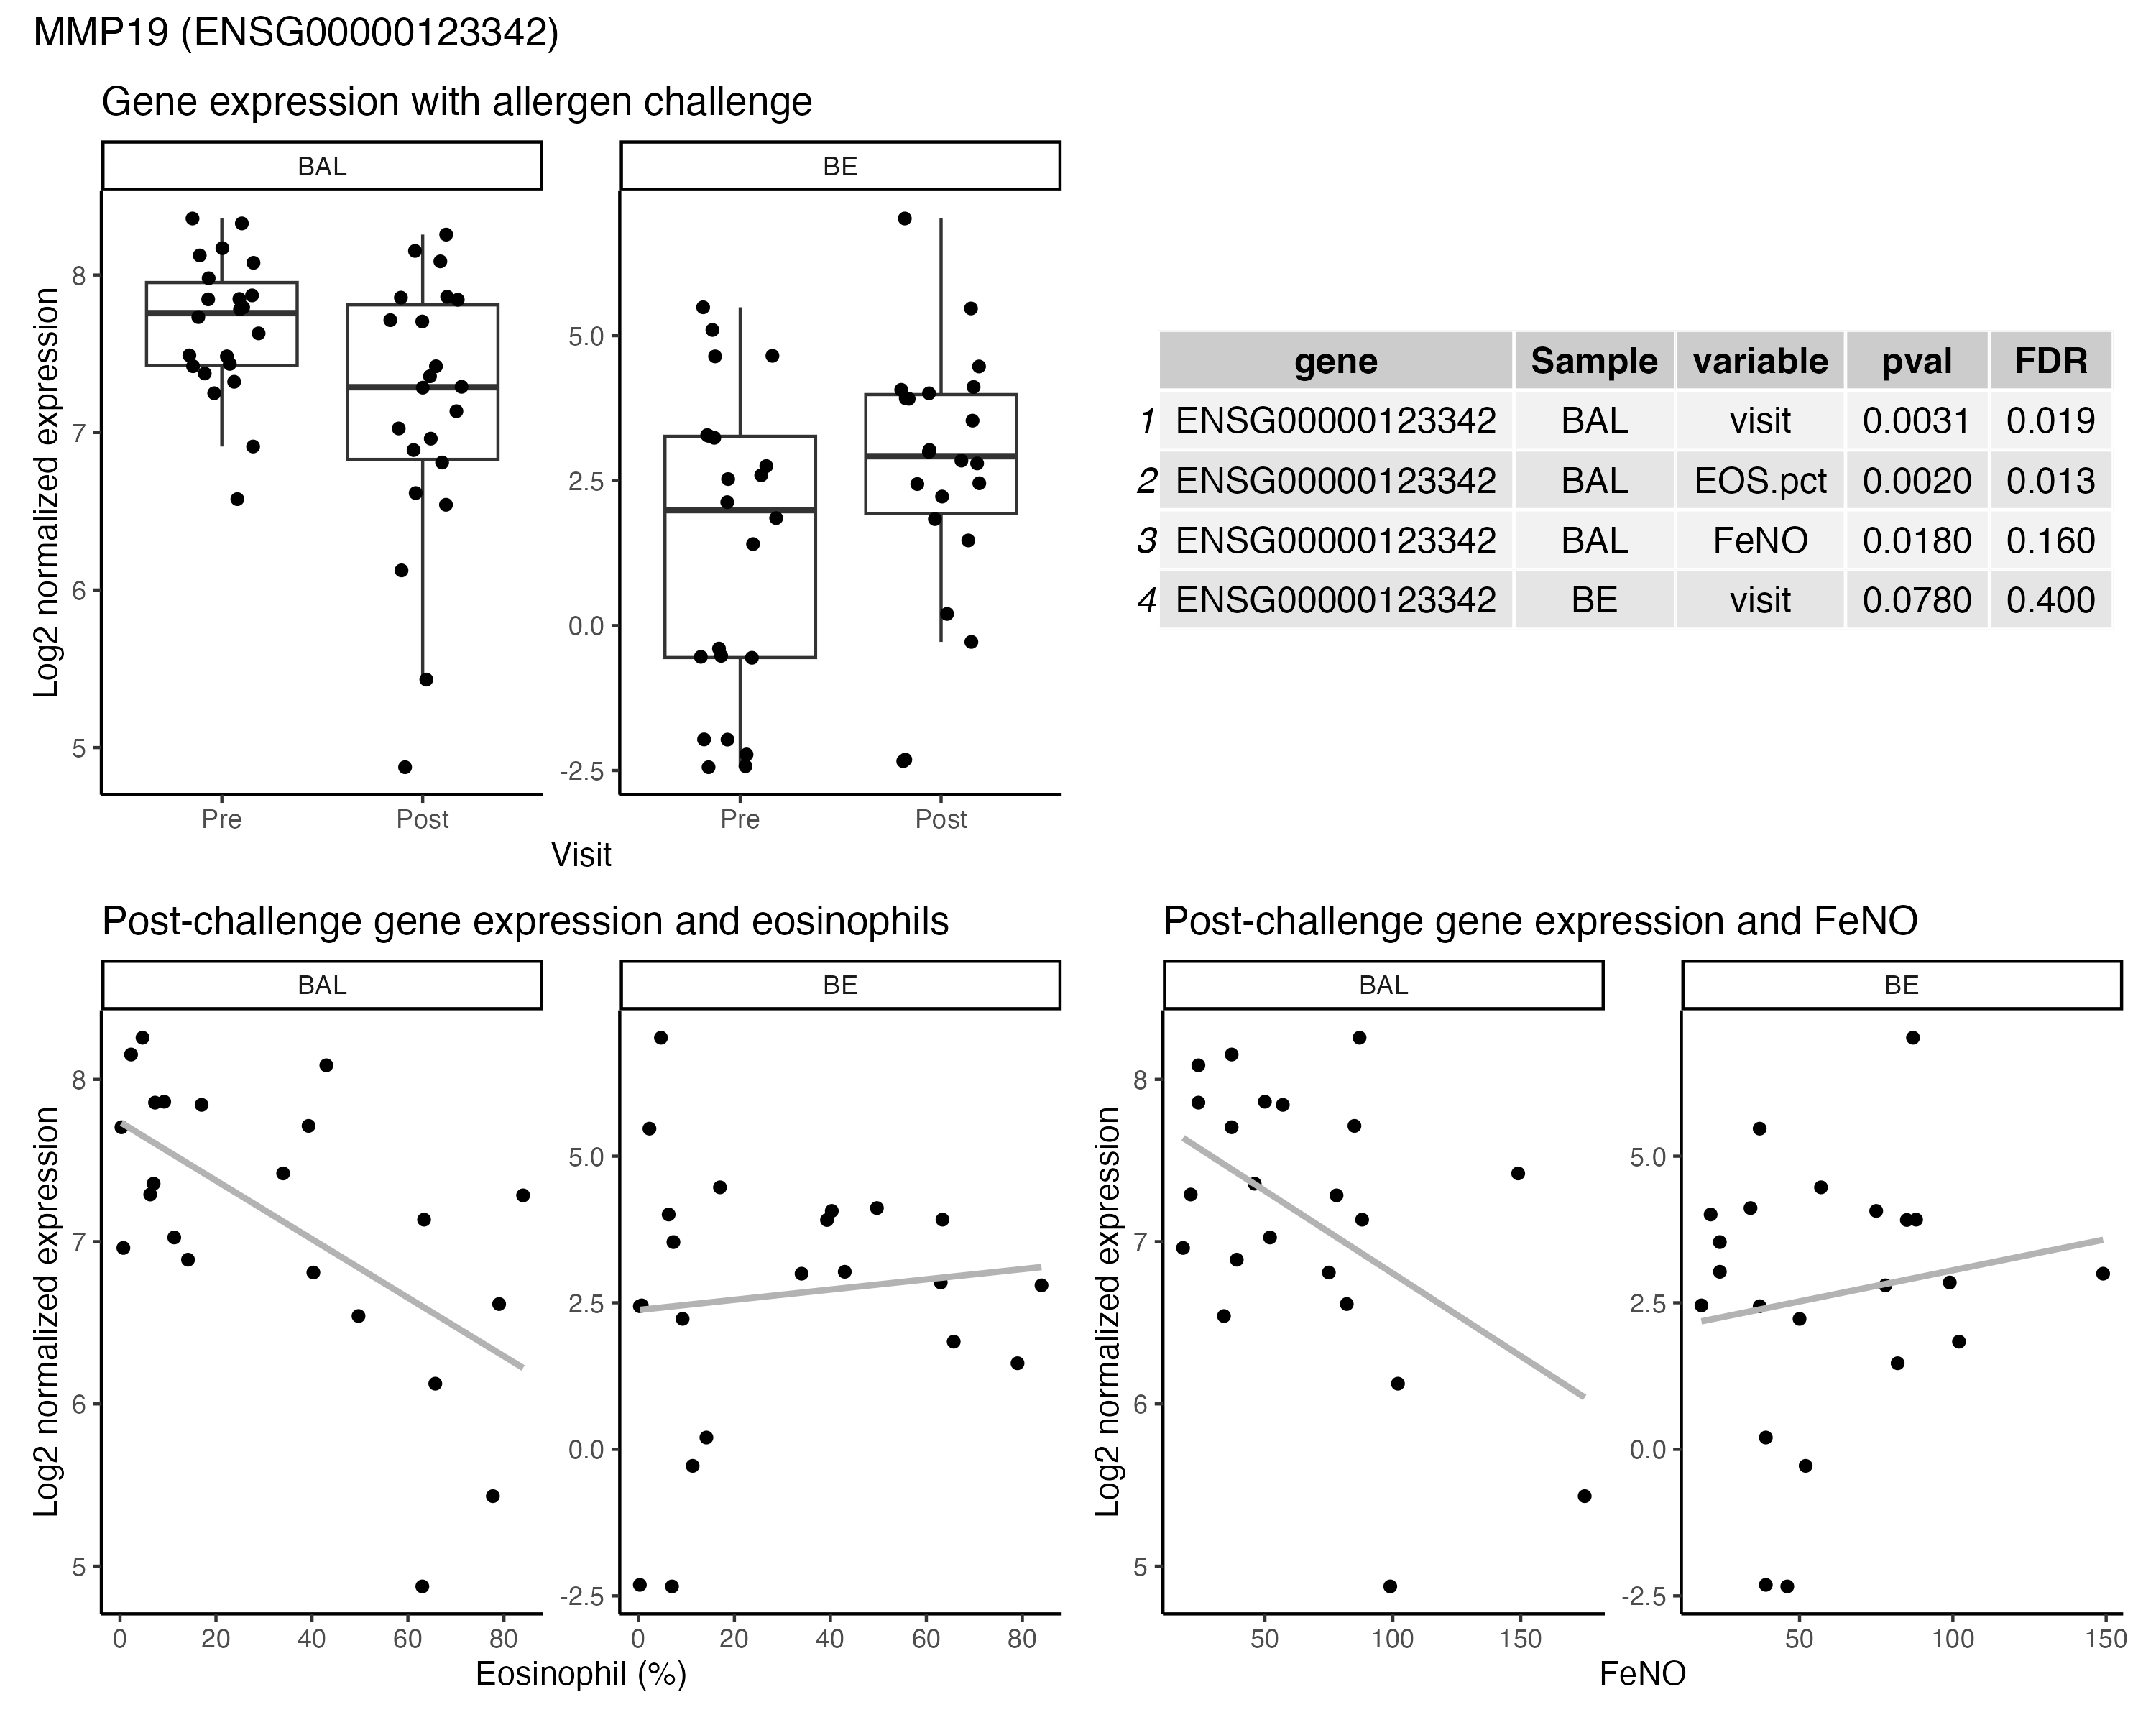 MMP19 (ENSG00000123342)
Gene expression with allergen challenge
BAL
BE
Log2 normalized expression
8
7
6
5
5.0
2.5
0.0
-2.5
Pre
Post
Pre
Post
Visit
gene Sample variable pval FDR
1 ENSG00000123342 BAL visit 0.0031 0.019
2 ENSG00000123342 BAL EOS.pct 0.0020 0.013
3 ENSG00000123342 BAL FeNO 0.0180 0.160
4 ENSG00000123342 BE visit 0.0780 0.400
Post-challenge gene expression and eosinophils
BAL
BE
Log2 normalized expression
8
7
6
5
5.0
2.5
0.0
-2.5
0 20 40 60 80
0 20 40 60 80
Eosinophil (%)
Post-challenge gene expression and FeNO
BAL
BE
Log2 normalized expression
8
7
6
5
5.0
2.5
0.0
-2.5
50 100 150
50 100 150
FeNO